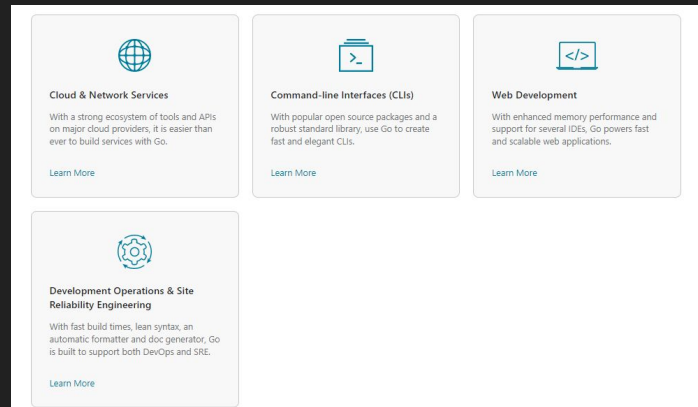 >_
</>
Cloud & Network Services
With a strong ecosystem of tools and APIs
on major cloud providers, it is easier than
ever to build services with Go.
Learn More
Command-line Interfaces (CLIs)
With popular open source packages and a
robust standard library, use Go to create
fast and elegant CLIs.
Learn More
Web Development
With enhanced memory performance and
support for several IDEs, Go powers fast
and scalable web applications.
Learn More
Development Operations & Site
Reliability Engineering
With fast build times, lean syntax, an
automatic formatter and doc generator, Go
is built to support both DevOps and SRE.
Learn More